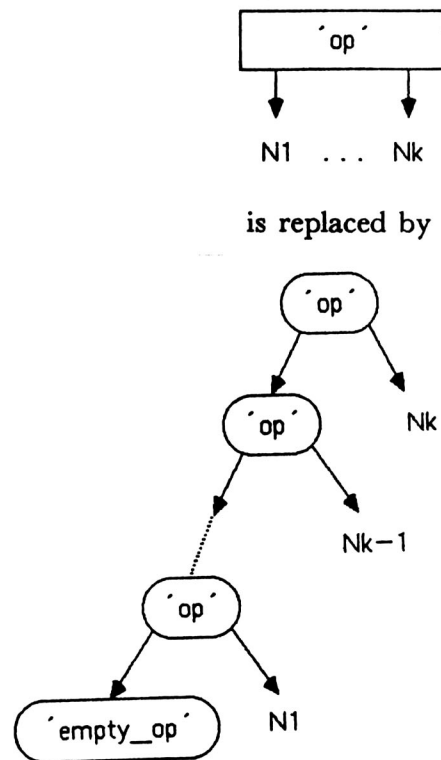 ´op´
N1 ... Nk
is replaced by
´op´
´op´
Nk
Nk-1
´op´
´empty_op´
N1